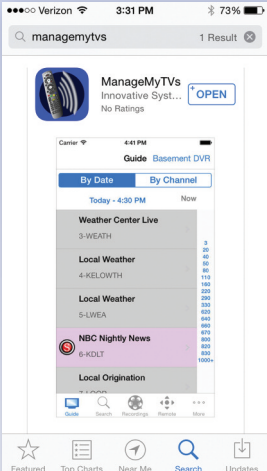 Verizon 3:31 PM 73%
managemytvs 1 Result
ManageMyTVs
Innovative Syst...
+OPEN
No Ratings
Carrier 4:41 PM
Guide Basement DVR
By Date By Channel
Today - 4:30 PM Now
Weather Center Live
3-WEATH
Local Weather
4-KELOWTH
Local Weather
5-LWEA
S NBC Nightly News
6-KDLT
Local Origination
3
20
40
50
80
110
160
220
290
330
620
640
660
670
800
820
830
1000+
Guide Search Recordings Remote More
Featured Top Charts Near Me Search Updates